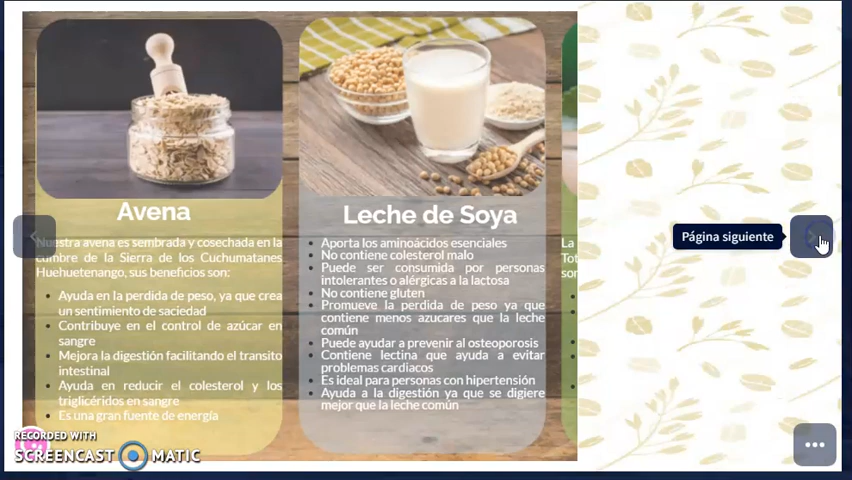 Avena
Nuestra avena es sembrada y cosechada en la
cumbre de la Sierra de los Cuchumatanes
Huehuetenango, sus beneficios son:
Ayuda en la perdida de peso, ya que crea
un sentimiento de saciedad
Contribuye en el control de azúcar en
sangre
Mejora la digestión facilitando el transito
intestinal
Ayuda en reducir el colesterol y los
triglicéridos en sangre
Es una gran fuente de energía
Leche de Soya
Aporta los aminoácidos esenciales
No contiene colesterol malo
Puede ser consumida por personas
intolerantes o alérgicas a la lactosa
No contiene gluten
Promueve la perdida de peso ya que
contiene menos azucares que la leche
común
Puede ayudar a prevenir al osteoporosis
Contiene lectina que ayuda a evitar
problemas cardiacos
Es ideal para personas con hipertensión
Ayuda a la digestión ya que se digiere
mejor que la leche común
La
Página siguiente
RECORDED WITH
SCREENCAST MATIC